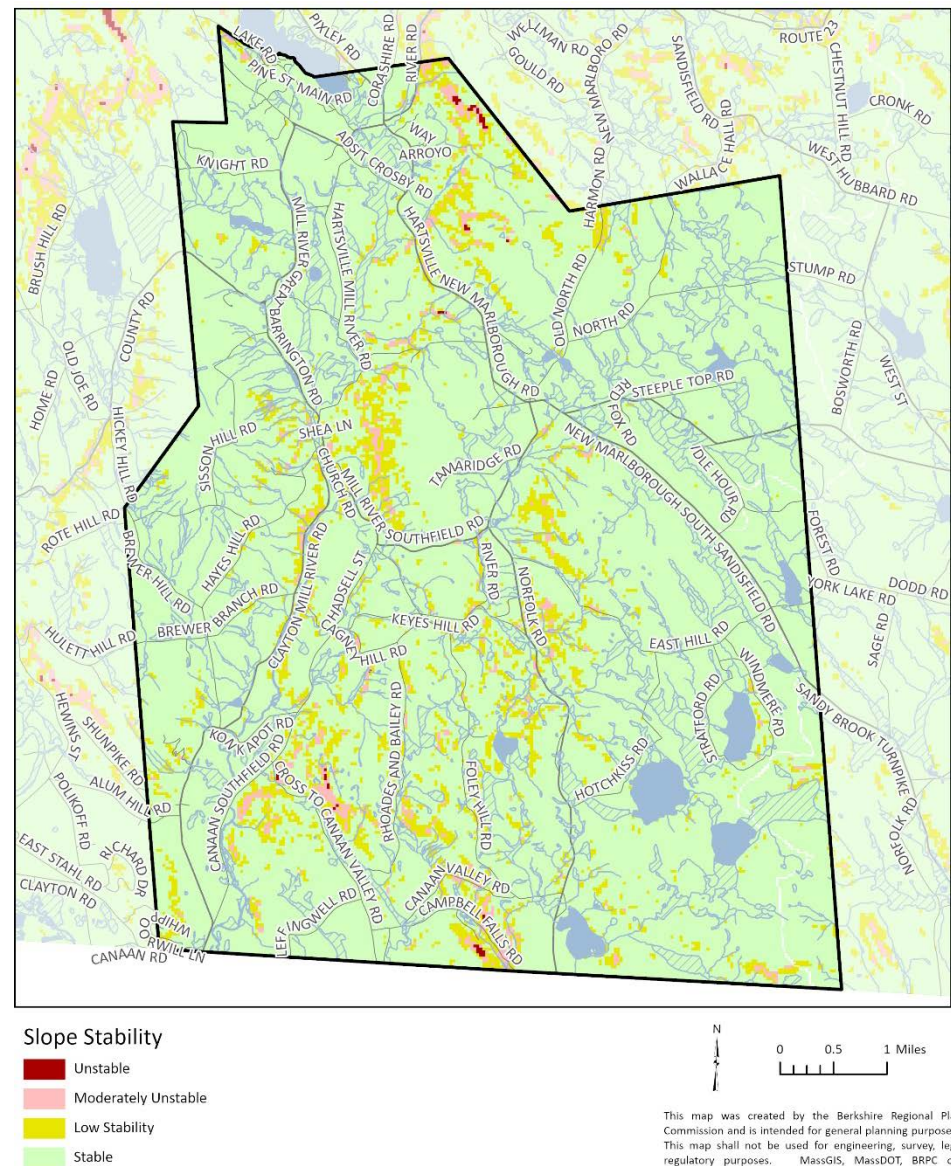 LAKE RD
PIXLEY RD
CORASHIRE RD
RIVER RD
WELLMAN RD
GOULD RD
NEW MARLBORO RD
SANDISFIELD RD
ROUTE 23
CHESTNUT HILL RD
CRONK RD
PINE ST
MAIN RD
WAY
ARROYO
ADSIT CROSBY RD
KNIGHT RD
HARMON RD
WALLACE HALL RD
WEST HUBBARD RD
BRUSH HILL RD
MILL RIVER GREAT BARRINGTON RD
HARTSVILLE MILL RIVER RD
HARTSVILLE NEW MARLBOROUGH RD
OLD NORTH RD
NORTH RD
STUMP RD
COUNTY RD
BOSWORTH RD
WEST ST
HOME RD
OLD JOE RD
HICKEY HILL RD
RED FOX RD
STEEPLE TOP RD
SISSON HILL RD
SHEA LN
CHURCH RD
TAMARIDGE RD
NEW MARLBOROUGH SOUTH SANDISFIELD RD
IDLE HOUR RD
ROTE HILL RD
MILL RIVER SOUTHFIELD RD
FOREST RD
HAYES HILL RD
BREWER HILL RD
CLAYTON MILL RIVER RD
CHADSELL ST
RIVER RD
NORFOLK RD
YORK LAKE RD
DODD RD
SAGE RD
HULETT HILL RD
BREWER BRANCH RD
KEYES HILL RD
CAGNEY HILL RD
EAST HILL RD
WINDMERE RD
STRATFORD RD
SANDY BROOK TURNPIKE
HEWINS ST
SHUNPIKE RD
KONKAPOT RD
RHOADES AND BAILEY RD
FOLEY HILL RD
HOTCHKISS RD
NORFOLK RD
POLIKOFF RD
ALUM HILL RD
CANAAN SOUTHFIELD RD
CROSS TO CANAAN VALLEY RD
RICHARD DR
EAST STAHL RD
CLAYTON RD
CANAAN VALLEY RD
CAMPBELL FALLS RD
LEFFINGWELL RD
WHIPPOORWILL LN
CANAAN RD
Slope Stability
Unstable
Moderately Unstable
Low Stability
Stable
N
0 0.5 1 Miles
This map was created by the Berkshire Regional Pl
Commission and is intended for general planning purpose
This map shall not be used for engineering, survey, le
regulatory purposes. MassGIS, MassDOT, BRPC o